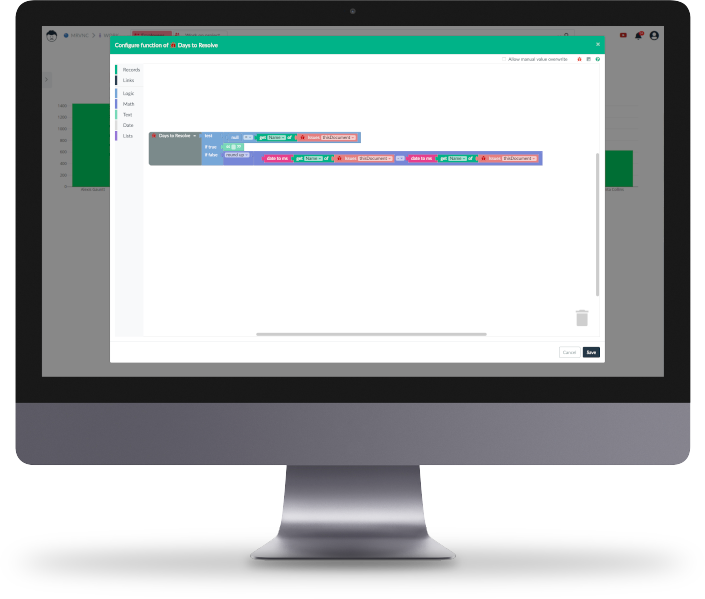 Configure function of Days to Resolve
Allow manual value overwrite
Records
Links
Logic
Math
Text
Date
Lists
Days to Resolve
test
null
=
get Name of
Issues thisDocument
if true
if false
round up
date to ms get Name of Issues thisDocument - date to ms get Name of Issues thisDocument
1400
1200
1000
800
600
400
200
0
Cancel
Save